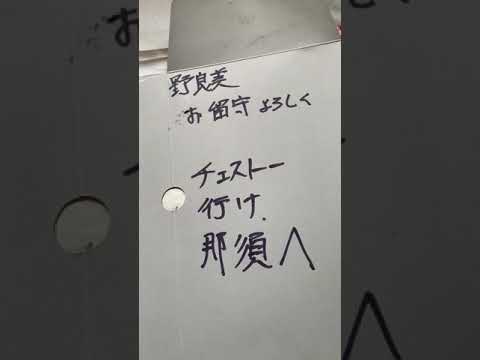 野良美
お留守よろしく
チェストー
行け
那須へ